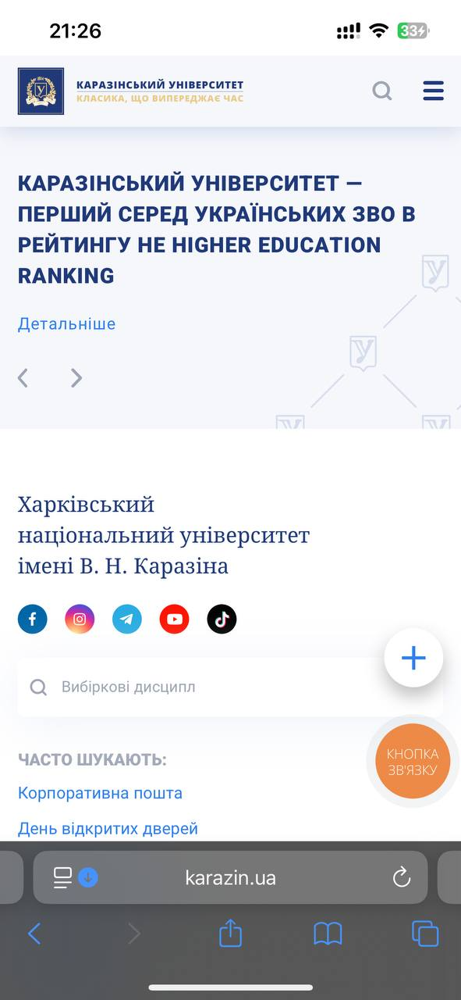 21:26
33
КАРАЗІНСЬКИЙ УНІВЕРСИТЕТ
КЛАСИКА, ЩО ВИПЕРЕДЖАЄ ЧАС
КАРАЗІНСЬКИЙ УНІВЕРСИТЕТ —
ПЕРШИЙ СЕРЕД УКРАЇНСЬКИХ ЗВО В
РЕЙТИНГУ HE HIGHER EDUCATION
RANKING
Детальніше
Харківський
національний університет
імені В. Н. Каразіна
Вибіркові дисципл
ЧАСТО ШУКАЮТЬ:
КНОПКА
ЗВ'ЯЗКУ
Корпоративна пошта
День відкритих дверей
karazin.ua